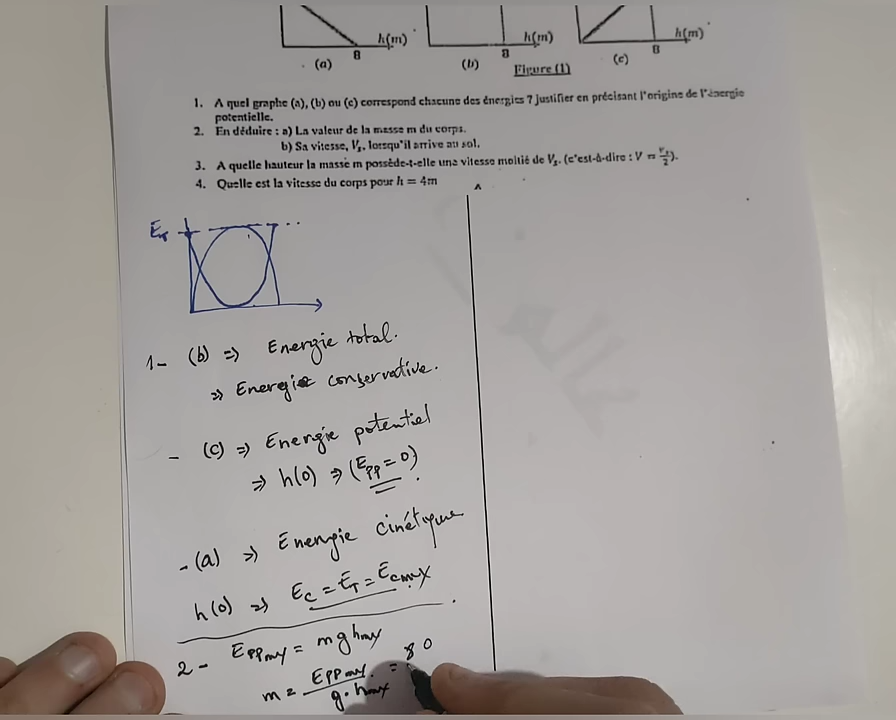 h(m) h(m) h(m)
8 8 8
(a) (b) (c)
Figure (1)
1. A quel graphe (a), (b) ou (c) correspond chacune des énergies ? justifier en précisant l'origine de l'énergie
potentielle.
2. En déduire : a) La valeur de la masse m du corps.
b) Sa vitesse, Vs, lorsqu'il arrive au sol.
3. A quelle hauteur la masse m possède-t-elle une vitesse moitié de Vs. (c'est-à-dire : V = Vs/2).
4. Quelle est la vitesse du corps pour h = 4m
ET
1- (b) => Energie total.
=> Energie conservative.
- (c) => Energie potentiel
=> h(0) => (Epp = 0).
- (a) => Energie cinétique
h(0) => Ec = ET = Ecmax.
2- Eppmax = mghmax
m = Eppmax / g.hmax = 80